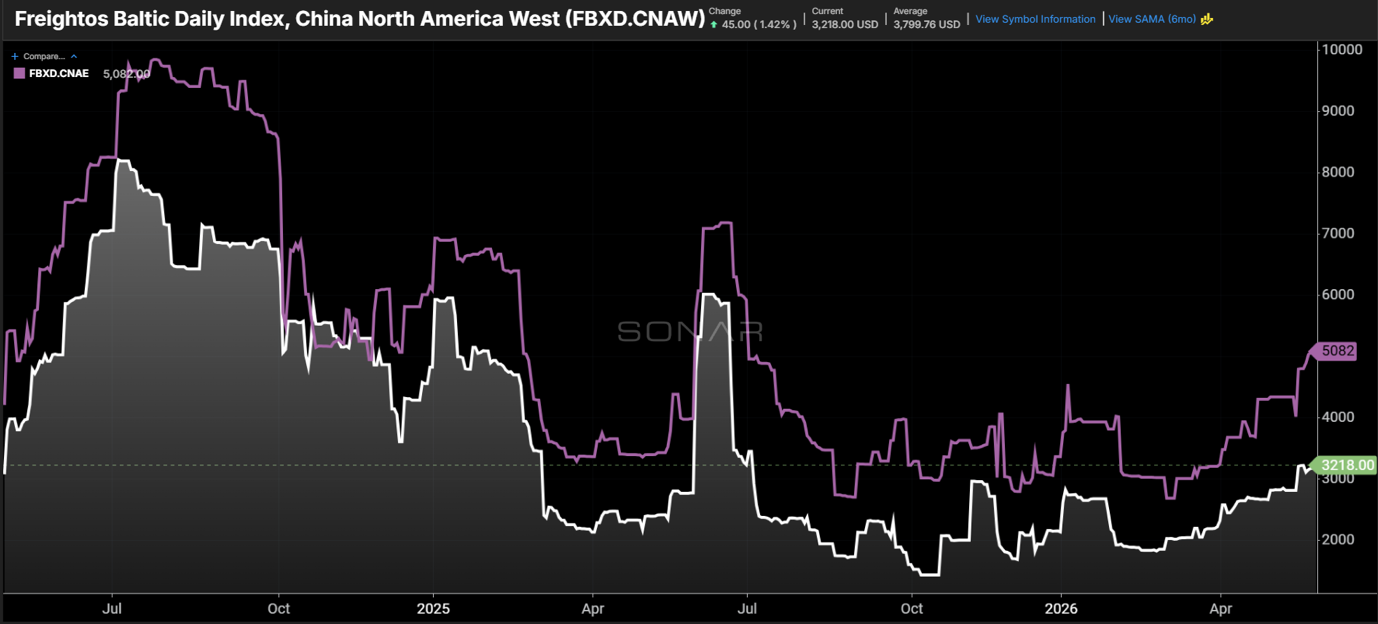 Freightos Baltic Daily Index, China North America West (FBXD.CNAW) Change 45.00 ( 1.42% ) | Current 3,218.00 USD | Average 3,799.76 USD | View Symbol Information | View SAMA (6mo)
+ Compare...
FBXD.CNAE 5,082.00
SONAR
10000
9000
8000
7000
6000
5082
4000
3218.00
3000
2000
Jul Oct 2025 Apr Jul Oct 2026 Apr